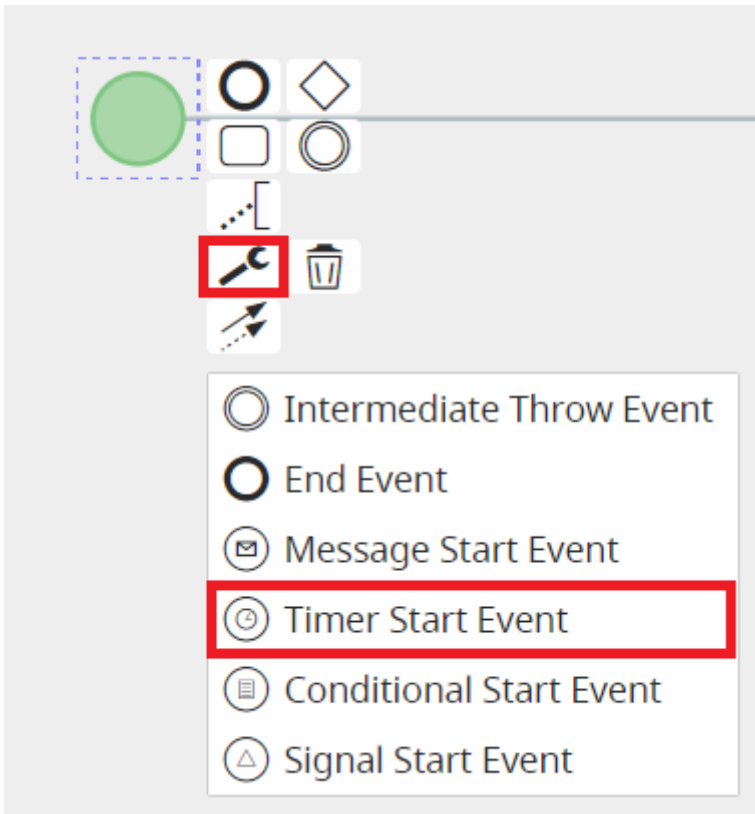 Intermediate Throw Event
End Event
Message Start Event
Timer Start Event
Conditional Start Event
Signal Start Event